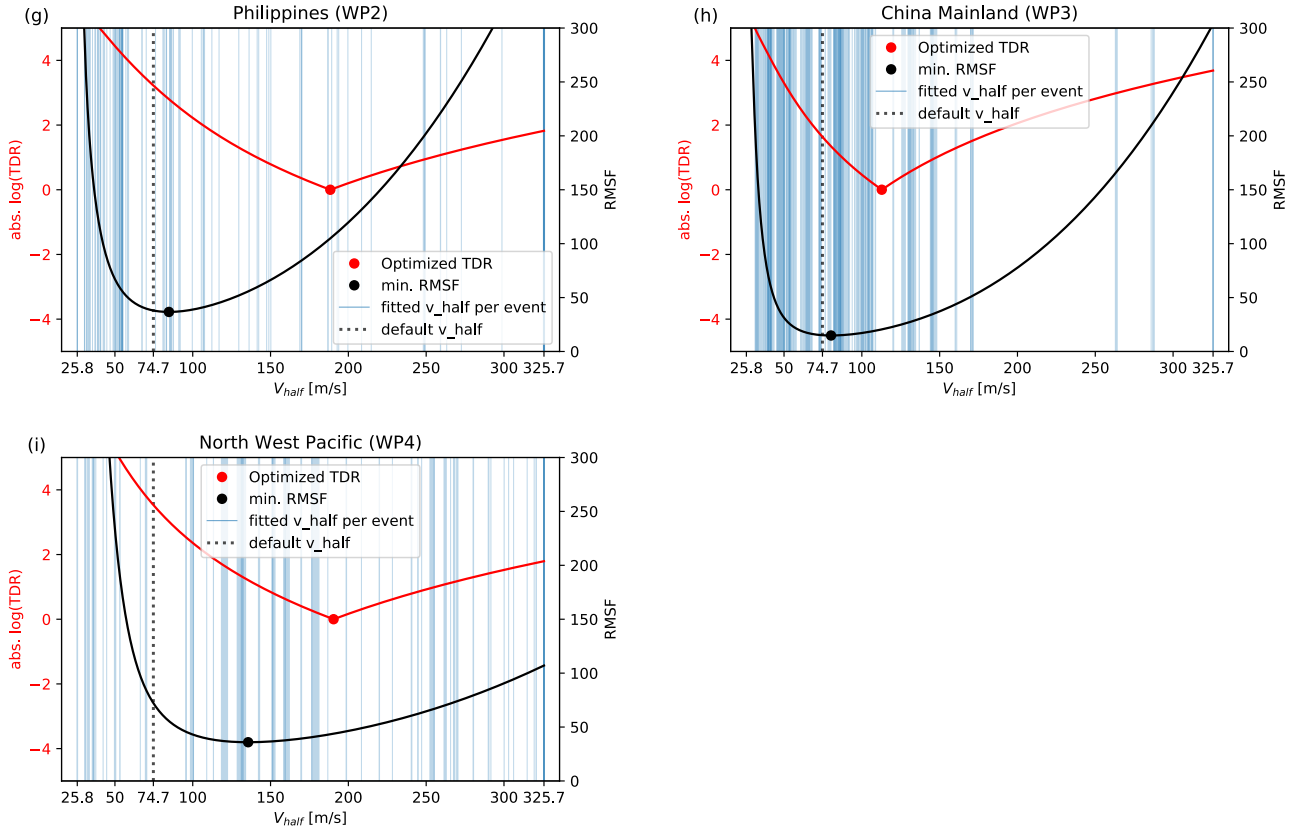 (g)
Philippines (WP2)
abs. log(TDR)
4
2
0
−2
−4
300
250
200
150
100
50
0
RMSF
Optimized TDR
min. RMSF
fitted v_half per event
default v_half
25.8 50 74.7 100 150 200 250 300 325.7
V_half [m/s]
(h)
China Mainland (WP3)
abs. log(TDR)
4
2
0
−2
−4
300
250
200
150
100
50
0
RMSF
Optimized TDR
min. RMSF
fitted v_half per event
default v_half
25.8 50 74.7 100 150 200 250 300 325.7
V_half [m/s]
(i)
North West Pacific (WP4)
abs. log(TDR)
4
2
0
−2
−4
300
250
200
150
100
50
0
RMSF
Optimized TDR
min. RMSF
fitted v_half per event
default v_half
25.8 50 74.7 100 150 200 250 300 325.7
V_half [m/s]